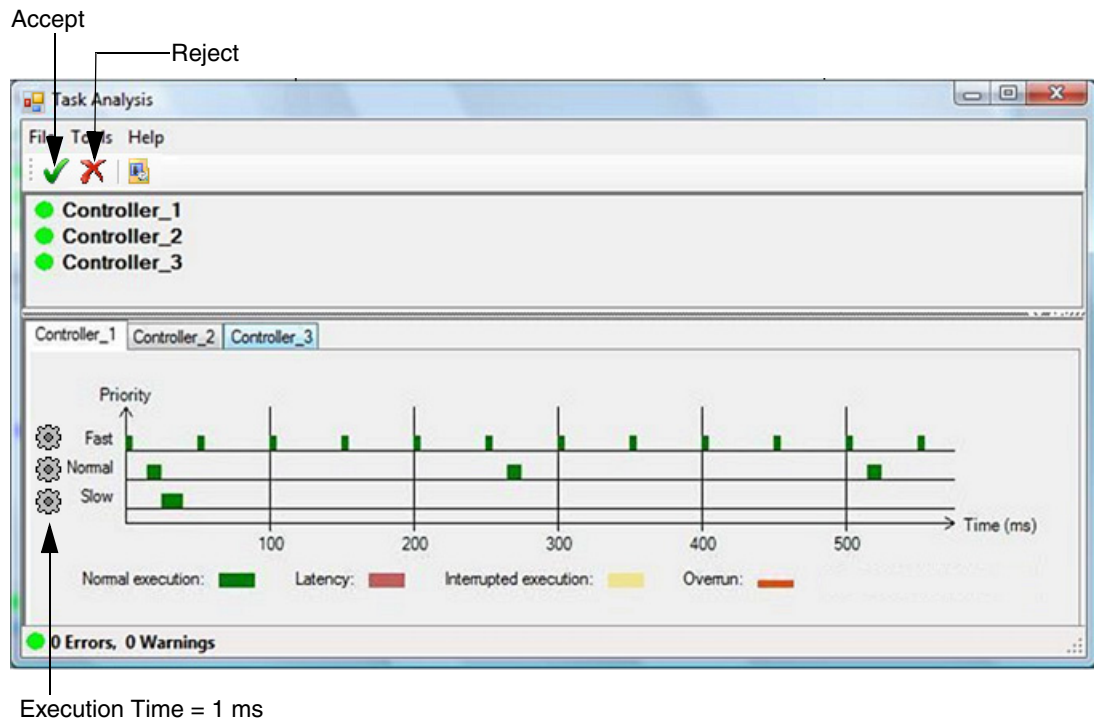 Accept
Reject
Task Analysis
File Tools Help
Controller_1
Controller_2
Controller_3
Controller_1 Controller_2 Controller_3
Priority
Fast
Normal
Slow
Time (ms)
100 200 300 400 500
Normal execution: Latency: Interrupted execution: Overrun:
0 Errors, 0 Warnings
Execution Time = 1 ms